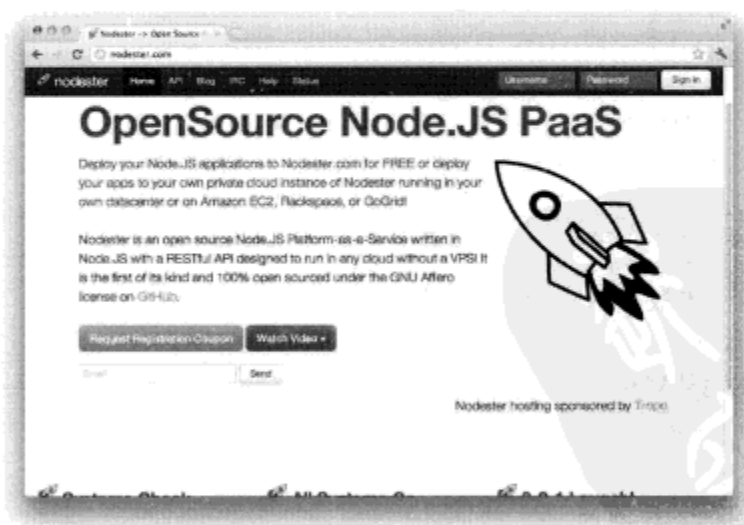 nodester -> Open Source
nodester.com
nodester Home API Blog IRC Help Status Username Password Sign in
OpenSource Node.JS PaaS
Deploy your Node.JS applications to Nodester.com for FREE or deploy
your apps to your own private cloud instance of Nodester running in your
own datacenter or on Amazon EC2, Rackspace, or GoGrid!
Nodester is an open source Node.JS Platform-as-a-Service written in
Node.JS with a RESTful API designed to run in any cloud without a VPS! It
is the first of its kind and 100% open sourced under the GNU Affero
license on GitHub.
Request Registration Coupon Watch Video
Email Send
Nodester hosting sponsored by Tropo